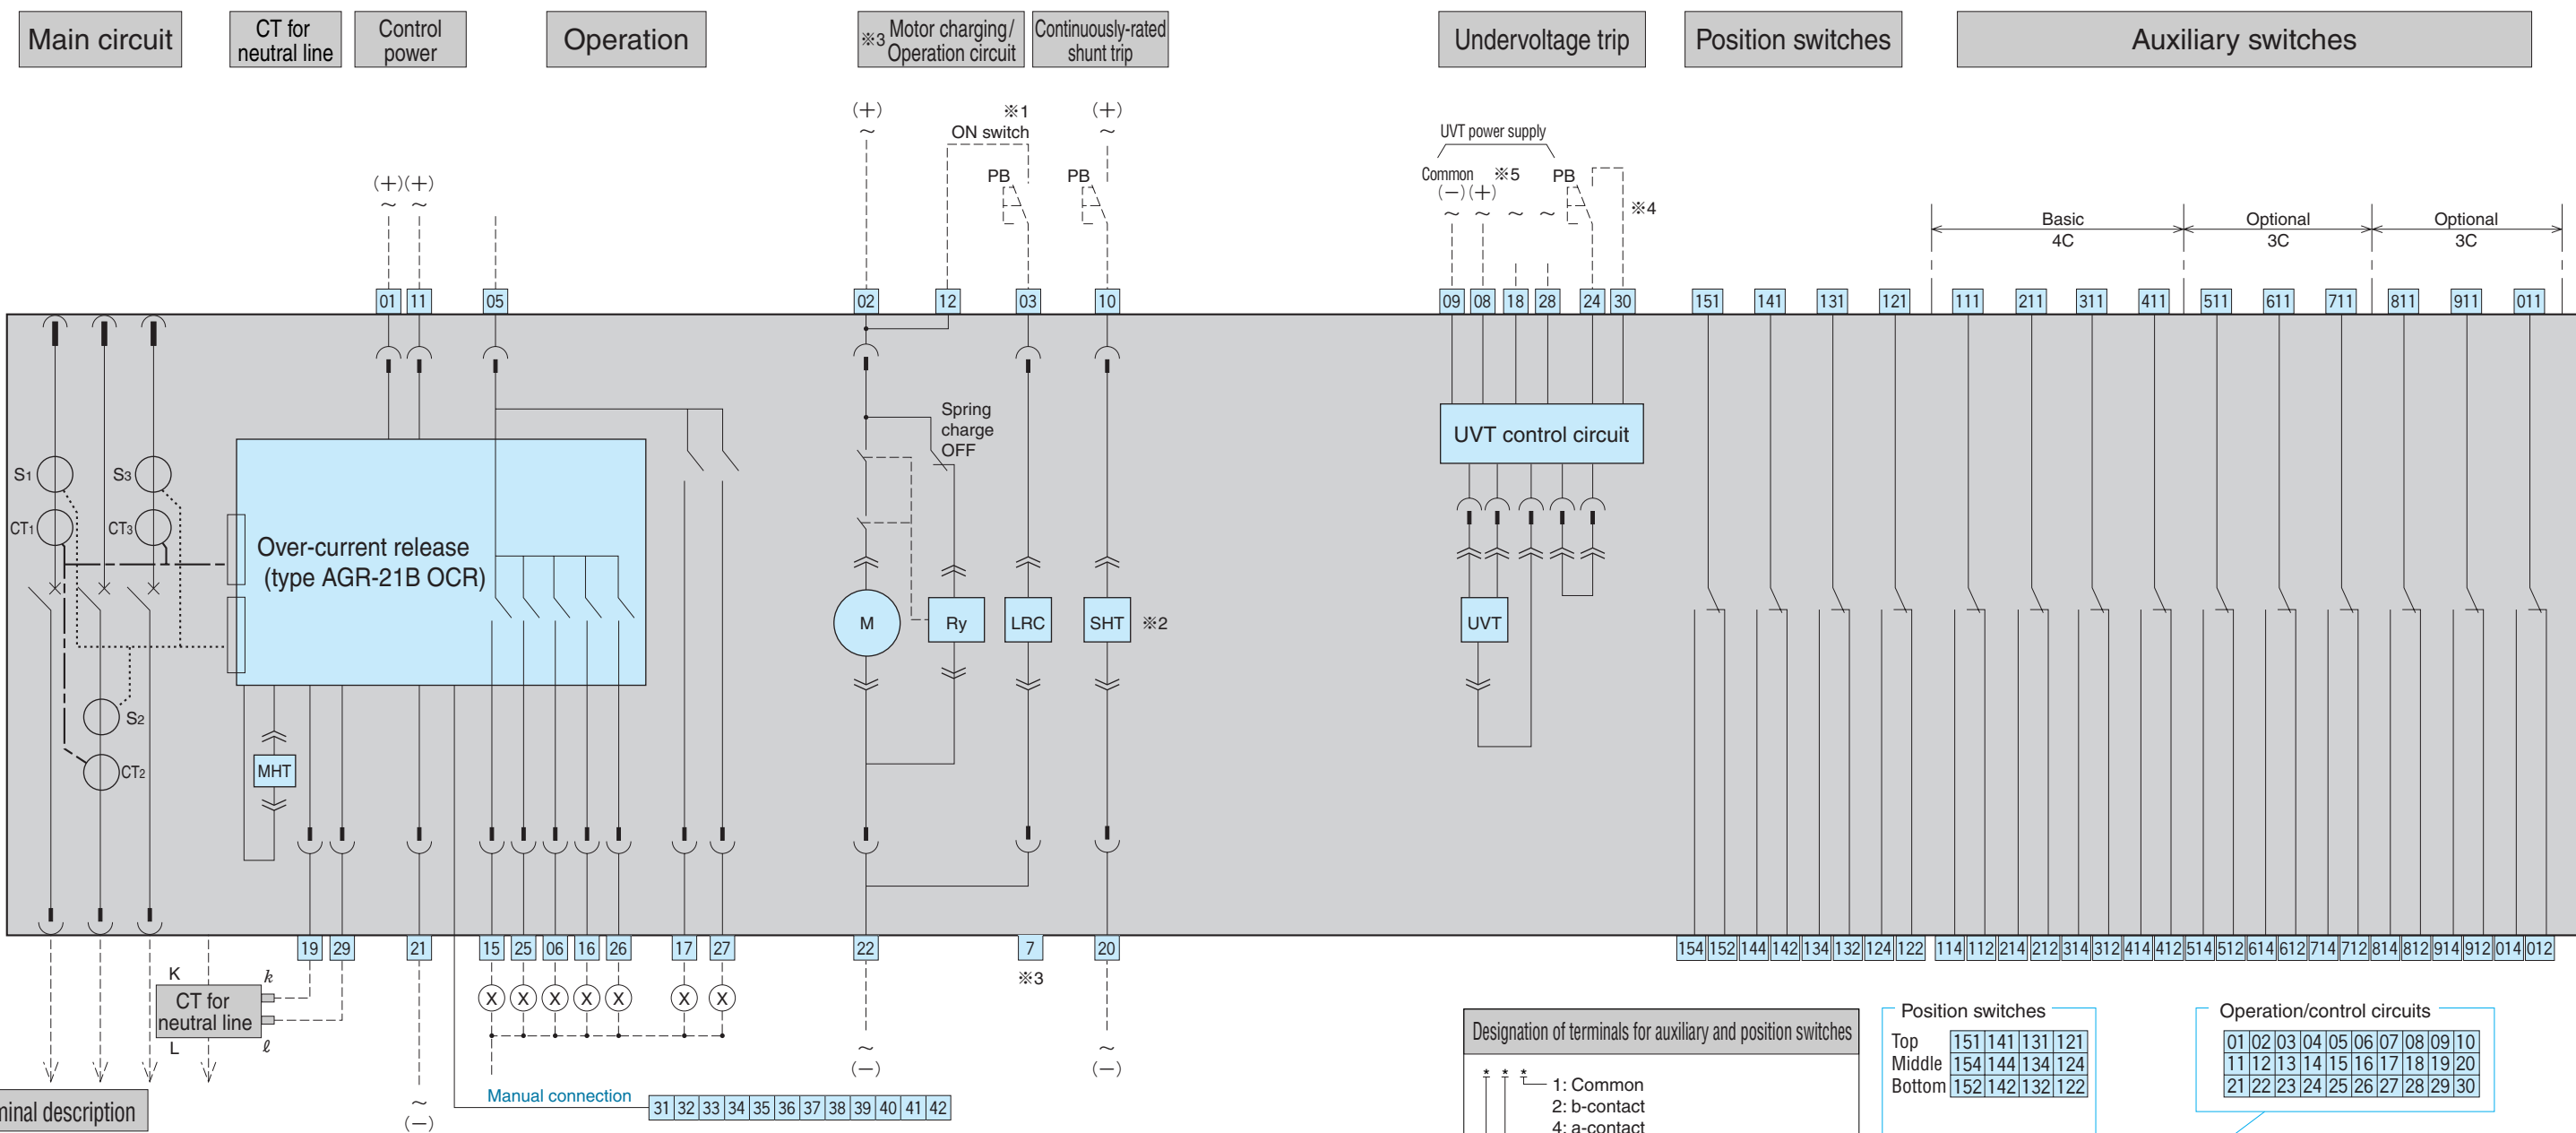 Main circuit
CT for
neutral line
Control
power
Operation
※3 Motor charging/
Operation circuit
Continuously-rated
shunt trip
Undervoltage trip
Position switches
Auxiliary switches
(+)
~
※1
ON switch
PB
(+)
~
PB
UVT power supply
Common ※5
(−) (+)
~ ~ ~ ~
PB
※4
(+) (+)
~ ~
Basic
4C
Optional
3C
Optional
3C
01 11 05 02 12 03 10 09 08 18 28 24 30 151 141 131 121 111 211 311 411 511 611 711 811 911 011
Spring
charge
OFF
UVT control circuit
S1
S3
CT1
CT3
Over-current release
(type AGR-21B OCR)
M
Ry
LRC
SHT ※2
UVT
S2
CT2
MHT
19 29 21 15 25 06 16 26 17 27 22 7 20 154 152 144 142 134 132 124 122 114 112 214 212 314 312 414 412 514 512 614 612 714 712 814 812 914 912 014 012
※3
K
k
CT for
neutral line
L
ℓ
X X X X X X X
~
(−)
~
(−)
~
(−)
Manual connection
31 32 33 34 35 36 37 38 39 40 41 42
minal description
Designation of terminals for auxiliary and position switches
* * *
1: Common
2: b-contact
4: a-contact
Position switches
Top 151 141 131 121
Middle 154 144 134 124
Bottom 152 142 132 122
Operation/control circuits
01 02 03 04 05 06 07 08 09 10
11 12 13 14 15 16 17 18 19 20
21 22 23 24 25 26 27 28 29 30